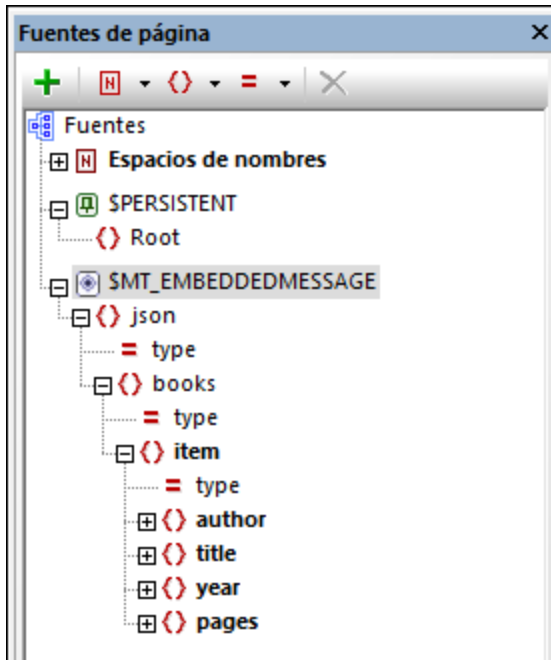 Fuentes de página
Fuentes
Espacios de nombres
$PERSISTENT
Root
$MT_EMBEDDEDMESSAGE
json
= type
books
= type
item
= type
author
title
year
pages